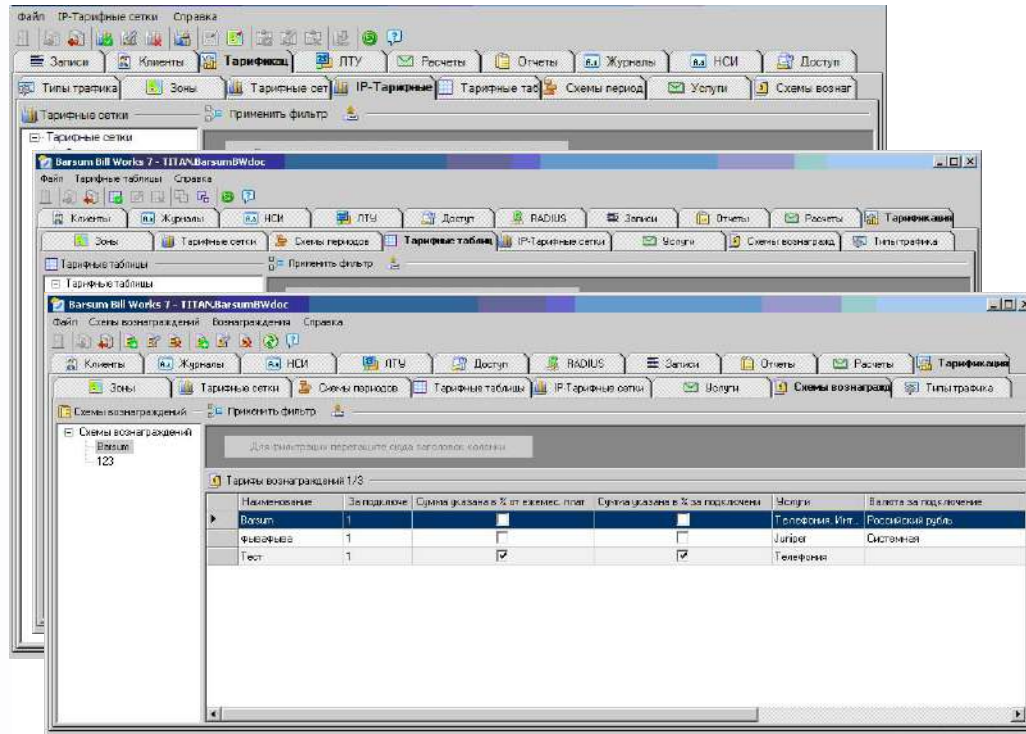 Файл IP-Тарифные сетки Справка
Записи Клиенты Тарификац ЛТУ Расчеты Отчеты Журналы НСИ Доступ
Типы трафика Зоны Тарифные сет IP-Тарифные Тарифные таб Схемы период Услуги Схемы вознаг
Тарифные сетки Применить фильтр
Тарифные сетки
Barsum Bill Works 7 - TITAN.BarsumBWdoc
Файл Тарифные таблицы Справка
Клиенты Журналы НСИ ЛТУ Доступ RADIUS Записи Отчеты Расчеты Тарификация
Зоны Тарифные сетки Схемы периодов Тарифные таблиц IP-Тарифные сетки Услуги Схемы вознагражд Типы трафика
Тарифные таблицы Применить фильтр
Тарифные таблицы
Barsum Bill Works 7 - TITAN.BarsumBWdoc
Файл Схемы вознаграждений Вознаграждения Справка
Клиенты Журналы НСИ ЛТУ Доступ RADIUS Записи Отчеты Расчеты Тарификация
Зоны Тарифные сетки Схемы периодов Тарифные таблицы IP-Тарифные сетки Услуги Схемы вознагражд Типы трафика
Схемы вознаграждений Применить фильтр
Схемы вознаграждений
Barsum
123
Для фильтрации перетащите сюда заголовок колонки
Тарифы вознаграждений 1/3
Наименование За подключе Сумма указана в % от ежемес. плат Сумма указана в % за подключени Услуги Валюта за подключение
Barsum 1 Телефония, Инт... Российский рубль
фывафыва 1 Juniper Системная
Тест 1 Телефония